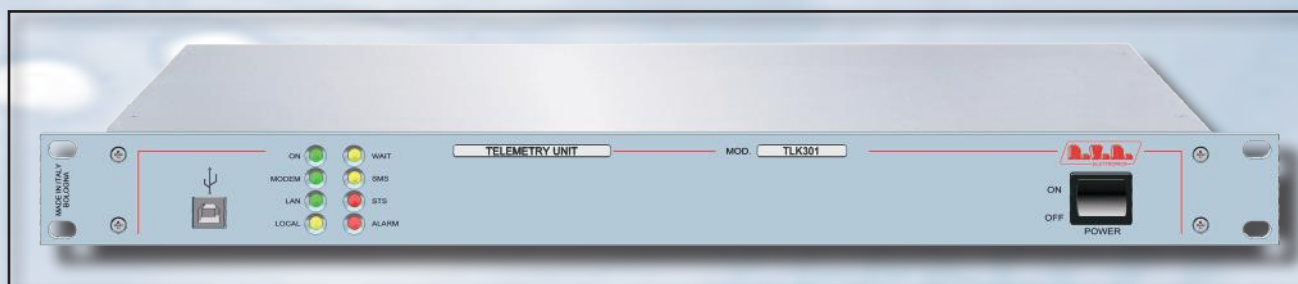 MADE IN ITALY
BOLOGNA
ON
WAIT
MODEM
SMS
LAN
STS
LOCAL
ALARM
TELEMETRY UNIT
MOD.
TLK301
R.V.R.
ELETTRONICA
ON
OFF
POWER